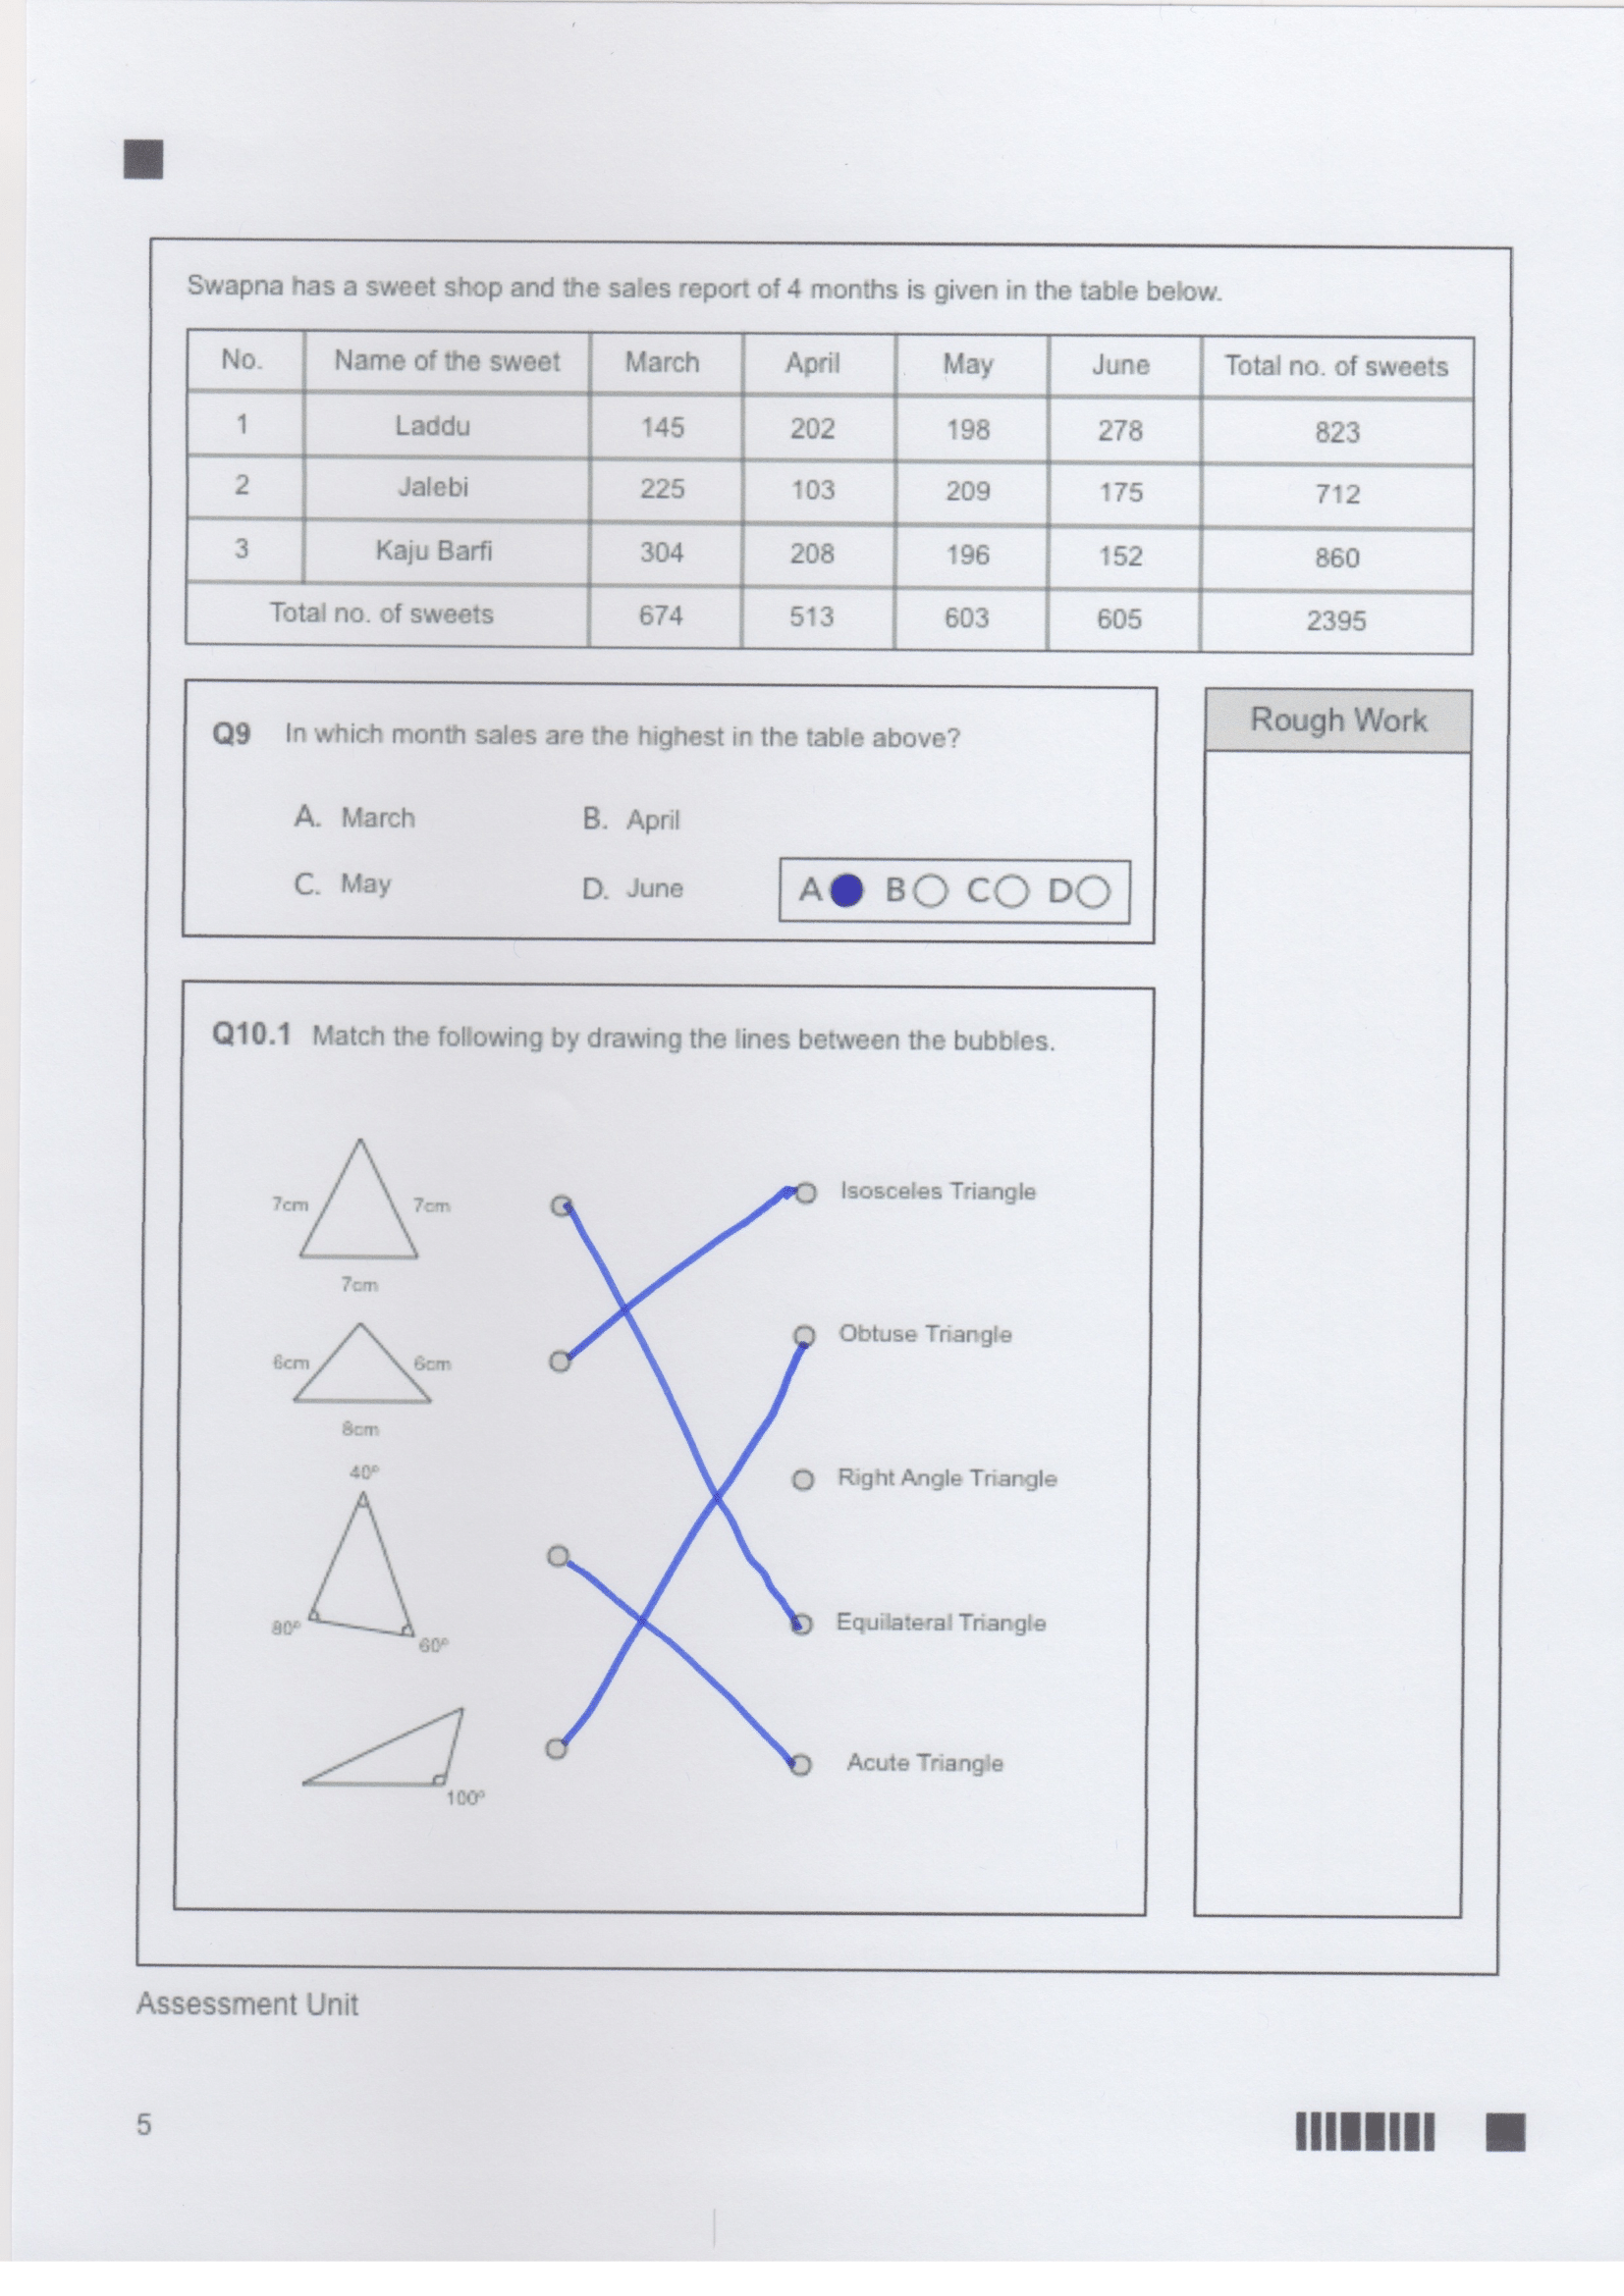 Swapna has a sweet shop and the sales report of 4 months is given in the table below.
No. Name of the sweet March April May June Total no. of sweets
1 Laddu 145 202 198 278 823
2 Jalebi 225 103 209 175 712
3 Kaju Barfi 304 208 196 152 860
Total no. of sweets 674 513 603 605 2395
Q9 In which month sales are the highest in the table above?
A. March B. April
C. May D. June
A B C D
Rough Work
Q10.1 Match the following by drawing the lines between the bubbles.
7cm 7cm
7cm
Isosceles Triangle
6cm 6cm
8cm
Obtuse Triangle
40º
80º
60º
Right Angle Triangle
Equilateral Triangle
100º
Acute Triangle
Assessment Unit
5